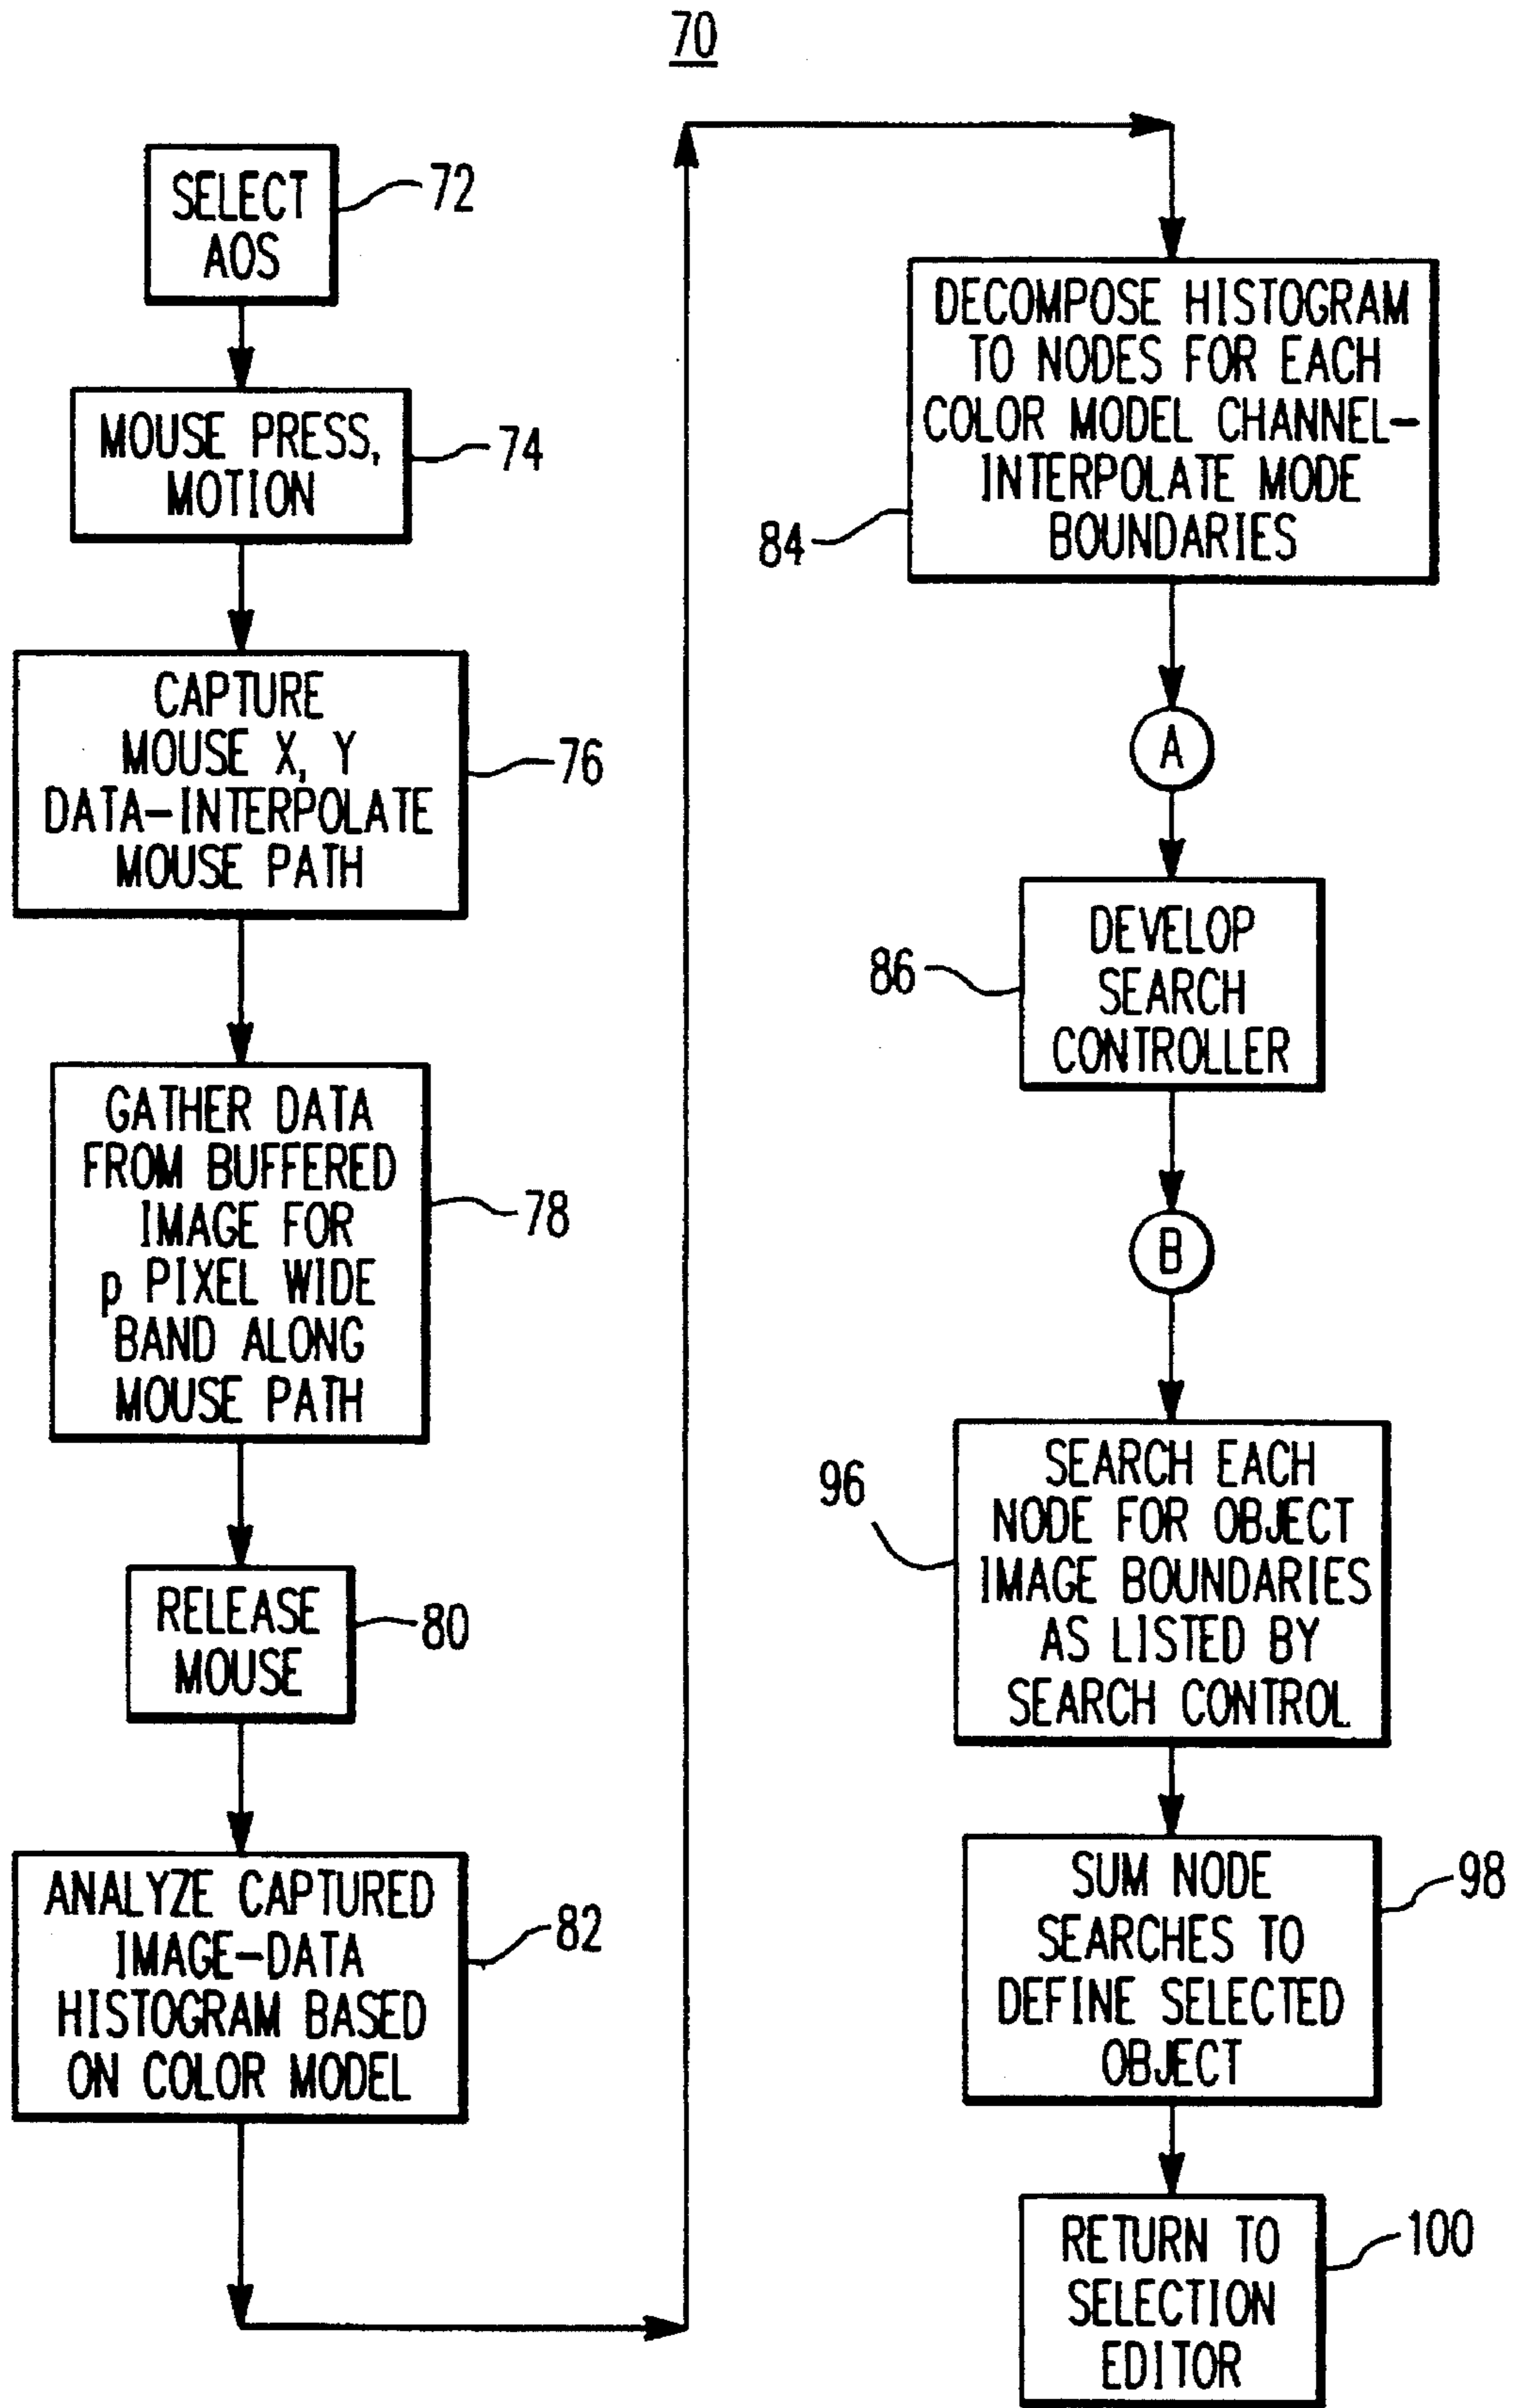 70
SELECT
AOS
72
MOUSE PRESS,
MOTION
74
CAPTURE
MOUSE X, Y
DATA-INTERPOLATE
MOUSE PATH
76
GATHER DATA
FROM BUFFERED
IMAGE FOR
p PIXEL WIDE
BAND ALONG
MOUSE PATH
78
RELEASE
MOUSE
80
ANALYZE CAPTURED
IMAGE-DATA
HISTOGRAM BASED
ON COLOR MODEL
82
DECOMPOSE HISTOGRAM
TO NODES FOR EACH
COLOR MODEL CHANNEL-
INTERPOLATE MODE
BOUNDARIES
84
A
DEVELOP
SEARCH
CONTROLLER
86
B
SEARCH EACH
NODE FOR OBJECT
IMAGE BOUNDARIES
AS LISTED BY
SEARCH CONTROL
96
SUM NODE
SEARCHES TO
DEFINE SELECTED
OBJECT
98
RETURN TO
SELECTION
EDITOR
100